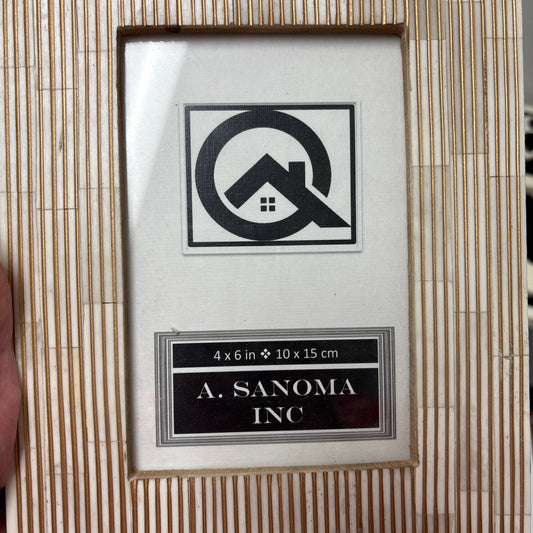 4 x 6 in ❖ 10 x 15 cm
A. SANOMA
INC